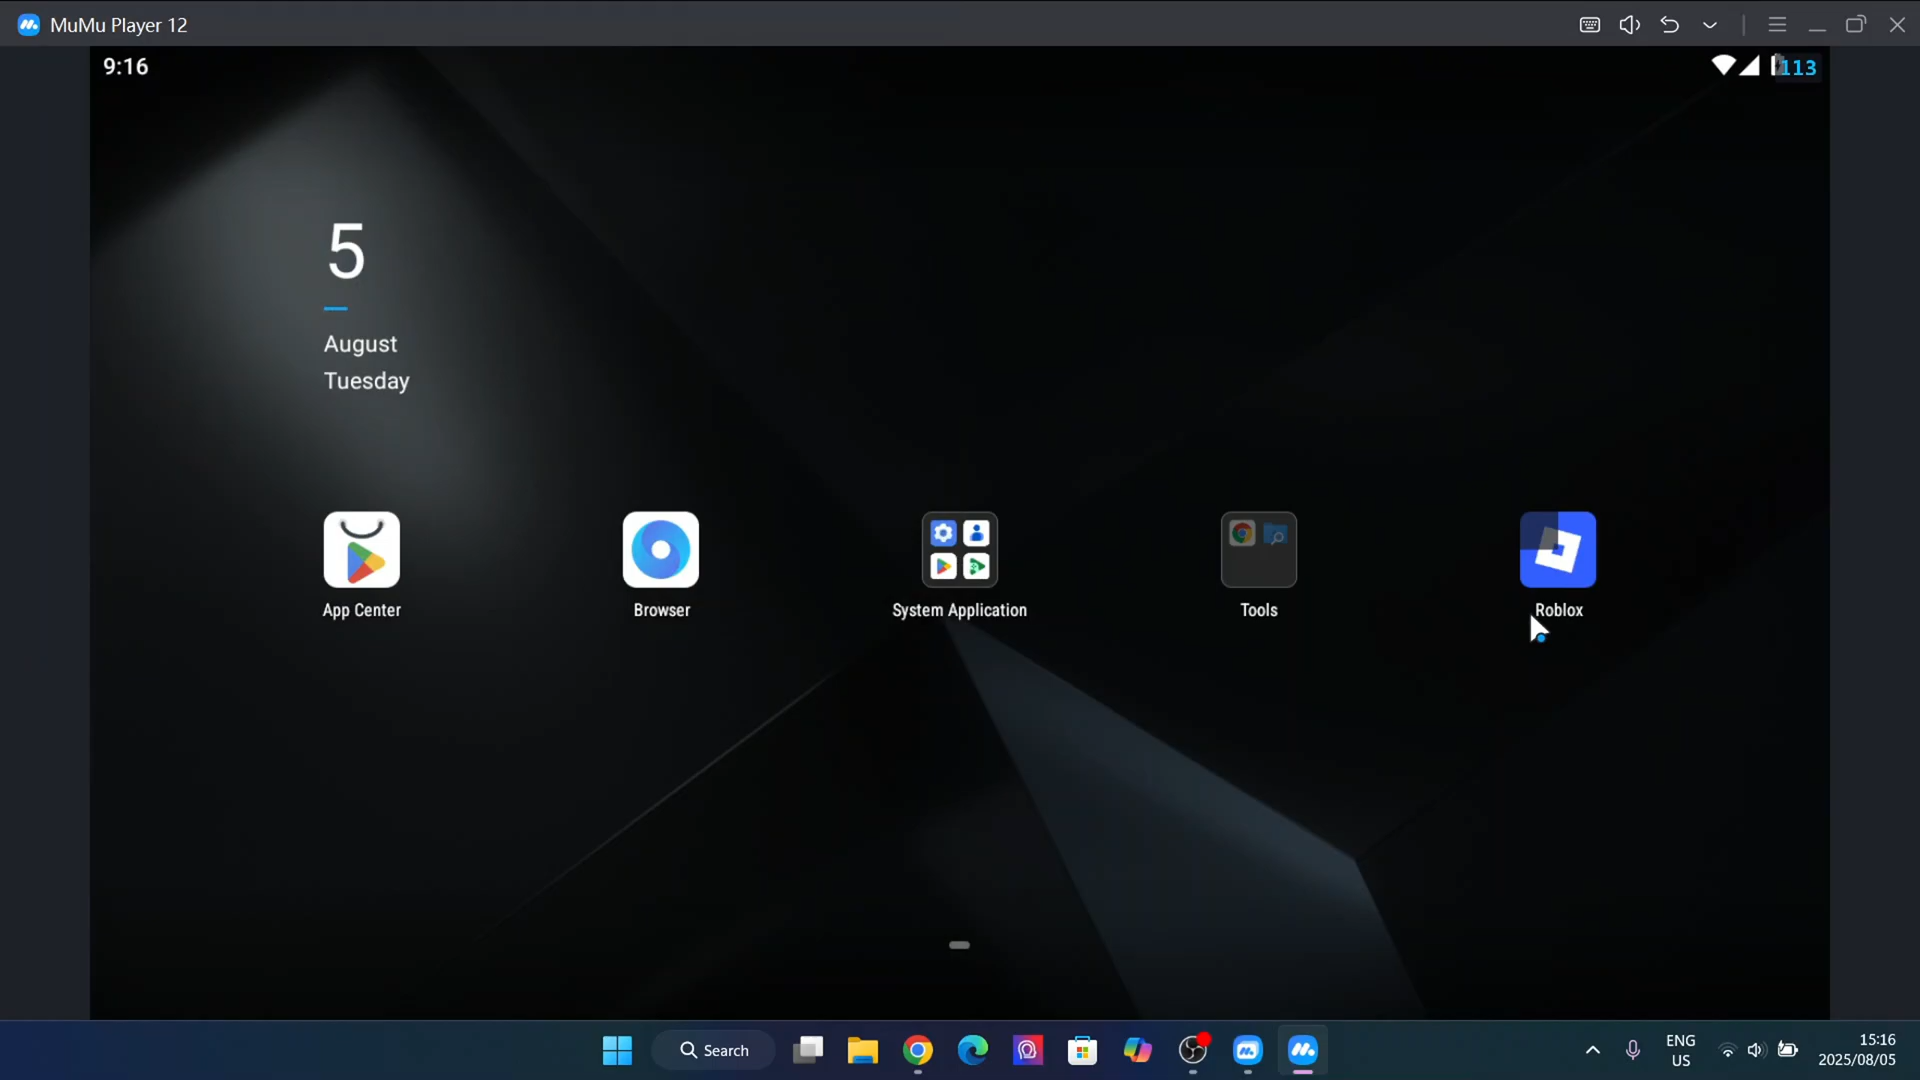 MuMu Player 12
9:16
113
5
August
Tuesday
App Center
Browser
System Application
Tools
Roblox
Search
ENG
US
15:16
2025/08/05